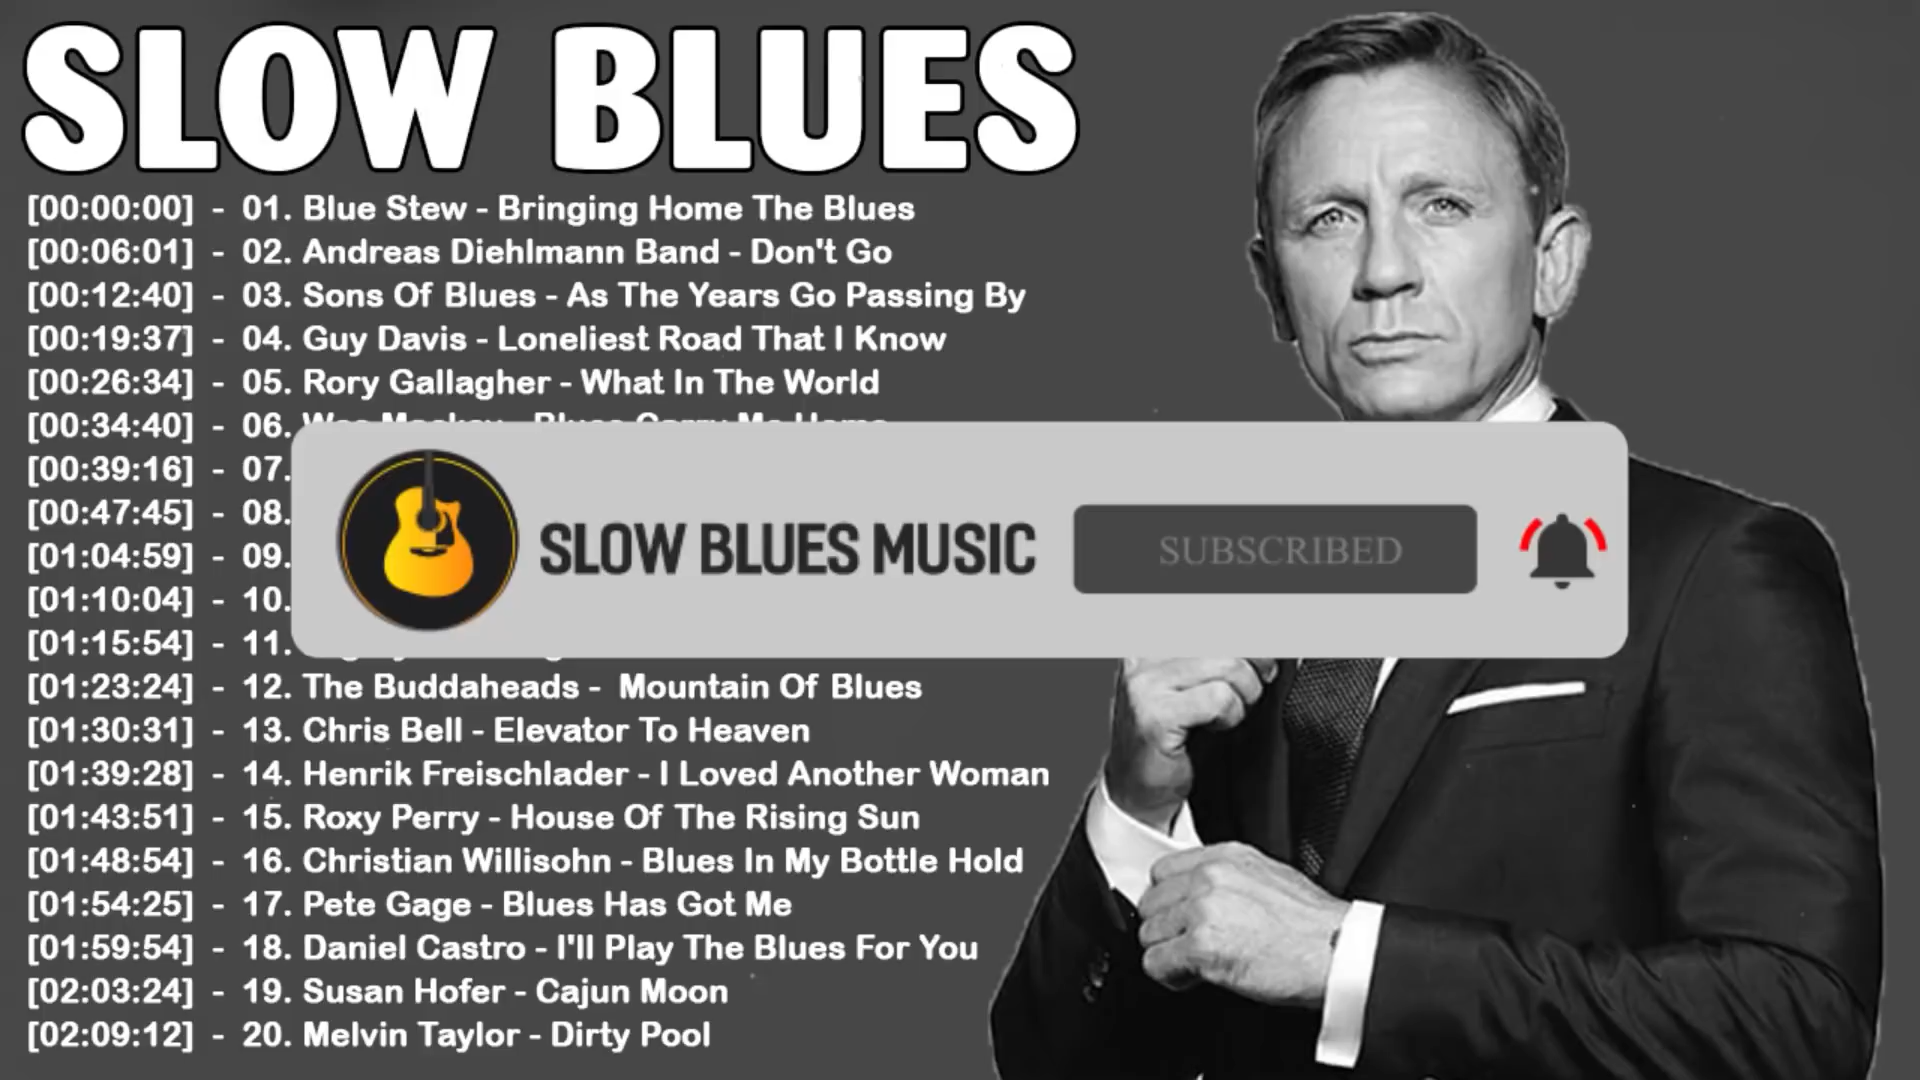 SLOW BLUES
[00:00:00] - 01. Blue Stew - Bringing Home The Blues
[00:06:01] - 02. Andreas Diehlmann Band - Don't Go
[00:12:40] - 03. Sons Of Blues - As The Years Go Passing By
[00:19:37] - 04. Guy Davis - Loneliest Road That I Know
[00:26:34] - 05. Rory Gallagher - What In The World
[00:34:40] - 06. - Blues Carry Me Home
[00:39:16] - 07.
[00:47:45] - 08.
[01:04:59] - 09.
[01:10:04] - 10.
[01:15:54] - 11.
SLOW BLUES MUSIC
SUBSCRIBED
[01:23:24] - 12. The Buddaheads - Mountain Of Blues
[01:30:31] - 13. Chris Bell - Elevator To Heaven
[01:39:28] - 14. Henrik Freischlader - I Loved Another Woman
[01:43:51] - 15. Roxy Perry - House Of The Rising Sun
[01:48:54] - 16. Christian Willisohn - Blues In My Bottle Hold
[01:54:25] - 17. Pete Gage - Blues Has Got Me
[01:59:54] - 18. Daniel Castro - I'll Play The Blues For You
[02:03:24] - 19. Susan Hofer - Cajun Moon
[02:09:12] - 20. Melvin Taylor - Dirty Pool